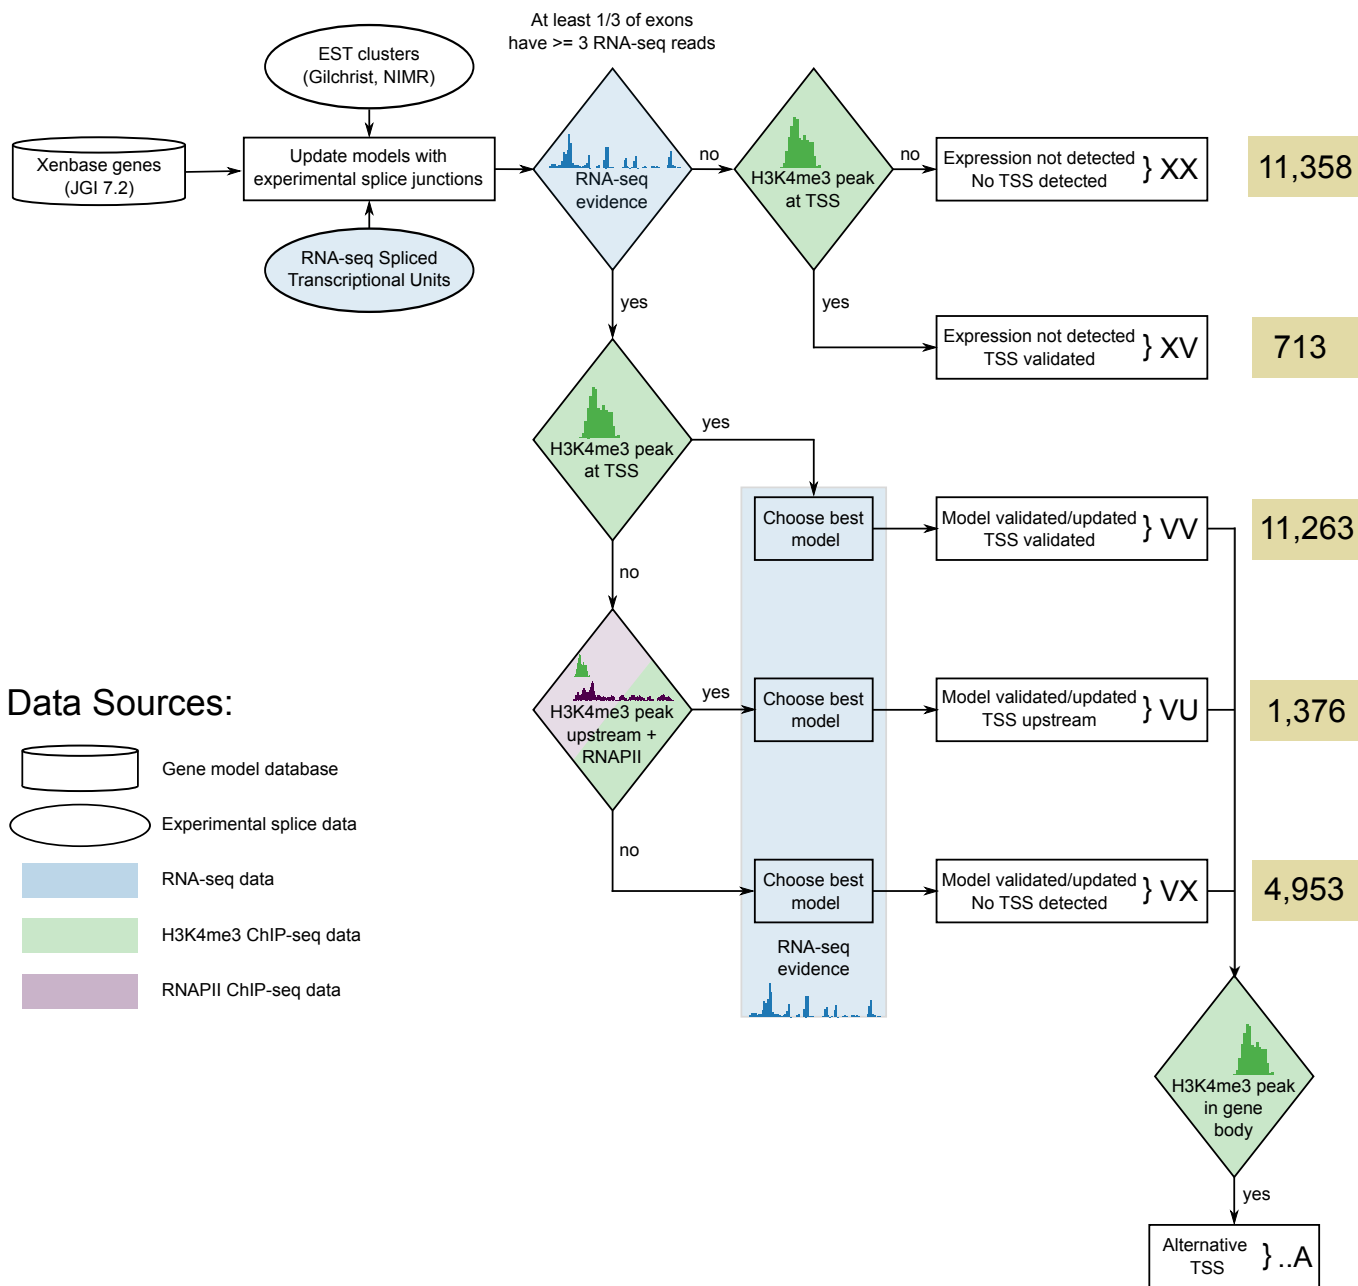 At least 1/3 of exons
have >= 3 RNA-seq reads
EST clusters
(Gilchrist, NIMR)
Xenbase genes
(JGI 7.2)
Update models with
experimental splice junctions
RNA-seq Spliced
Transcriptional Units
RNA-seq
evidence
no
H3K4me3 peak
at TSS
no
Expression not detected
No TSS detected
} XX
11,358
yes
yes
Expression not detected
TSS validated
} XV
713
H3K4me3 peak
at TSS
yes
Choose best
model
Model validated/updated
TSS validated
} VV
11,263
no
H3K4me3 peak
upstream +
RNAPII
yes
Choose best
model
Model validated/updated
TSS upstream
} VU
1,376
no
Choose best
model
Model validated/updated
No TSS detected
} VX
4,953
RNA-seq
evidence
H3K4me3 peak
in gene
body
yes
Alternative
TSS
} ..A
Data Sources:
Gene model database
Experimental splice data
RNA-seq data
H3K4me3 ChIP-seq data
RNAPII ChIP-seq data